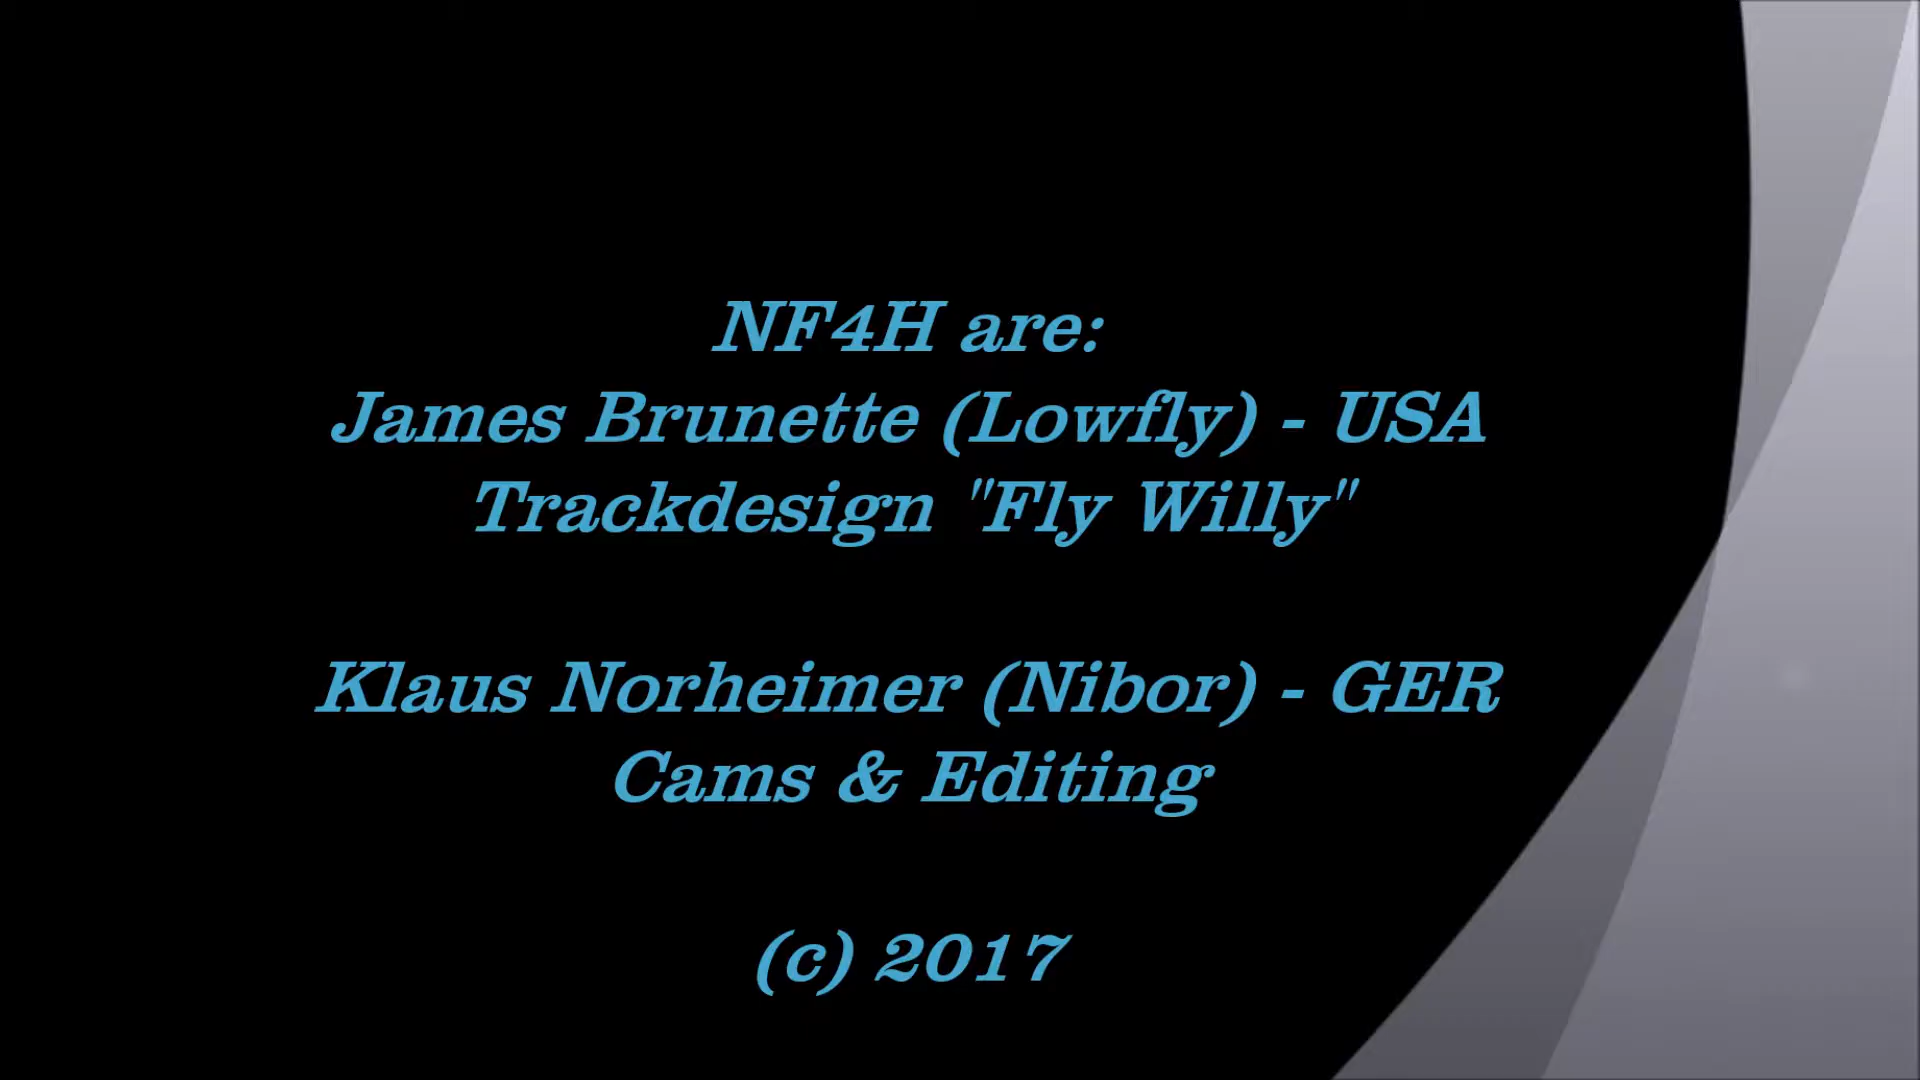 NF4H are:
James Brunette (Lowfly) - USA
Trackdesign "Fly Willy"
Klaus Norheimer (Nibor) - GER
Cams & Editing
(c) 2017